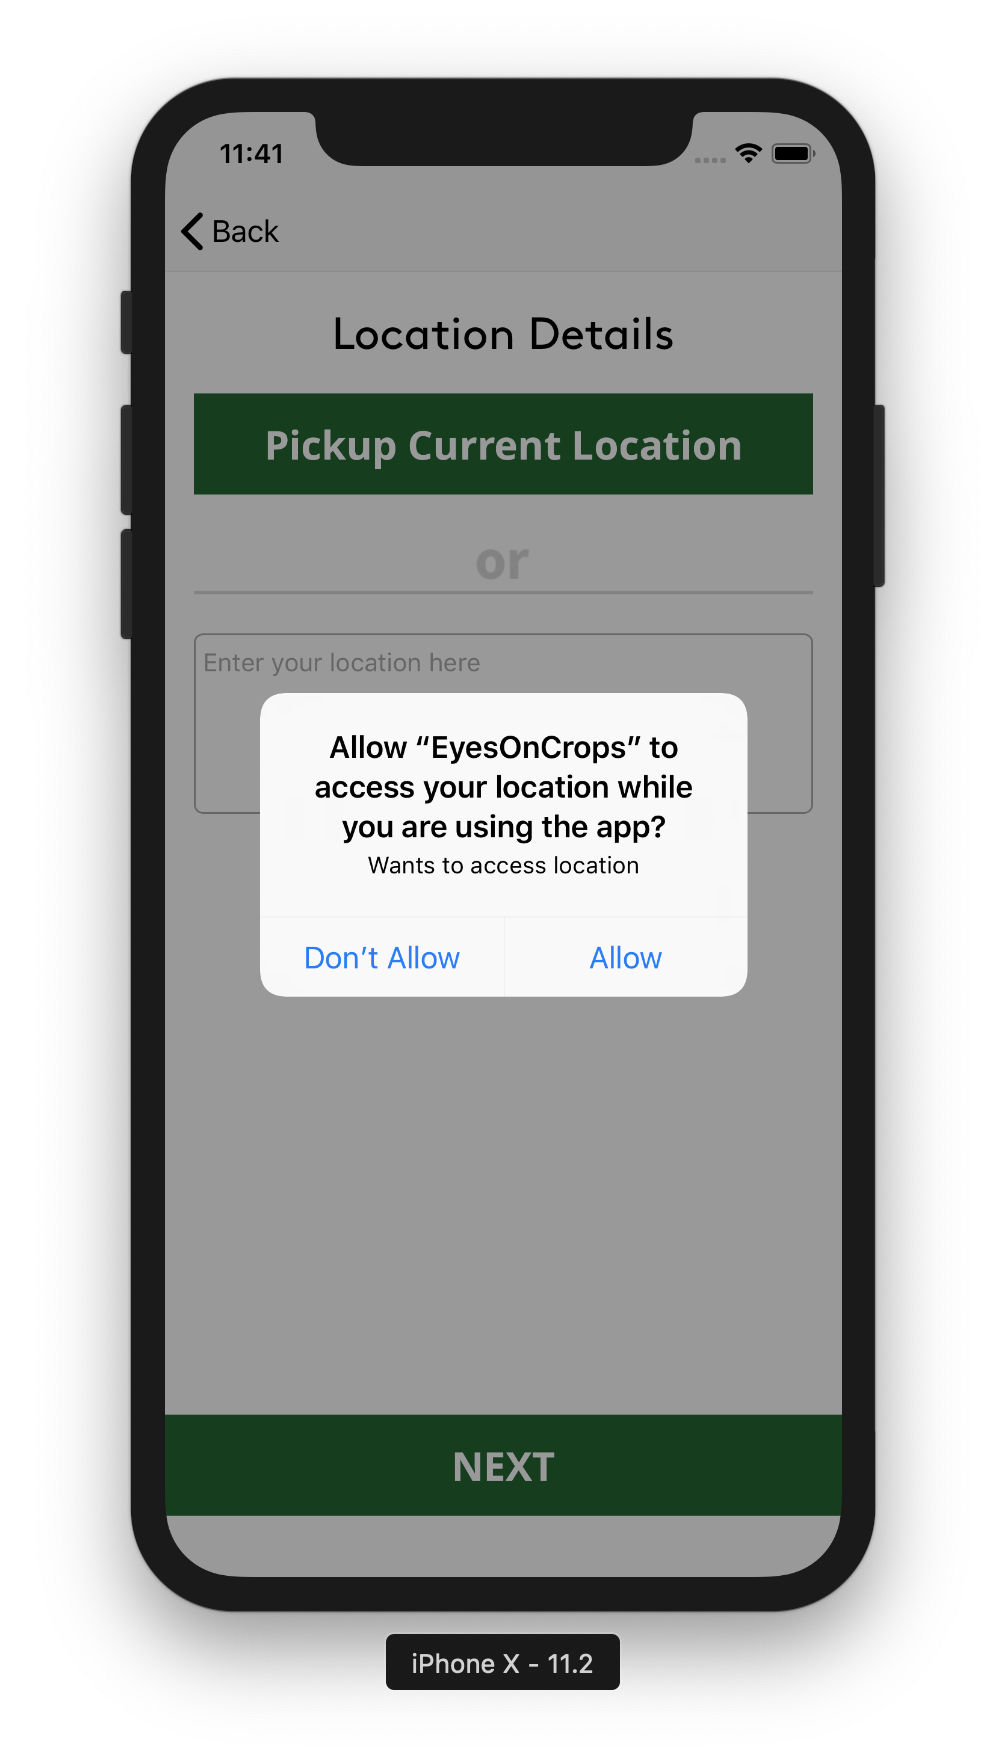 11:41
Back
Location Details
Pickup Current Location
or
Enter your location here
Allow “EyesOnCrops” to
access your location while
you are using the app?
Wants to access location
Don’t Allow
Allow
NEXT
iPhone X - 11.2